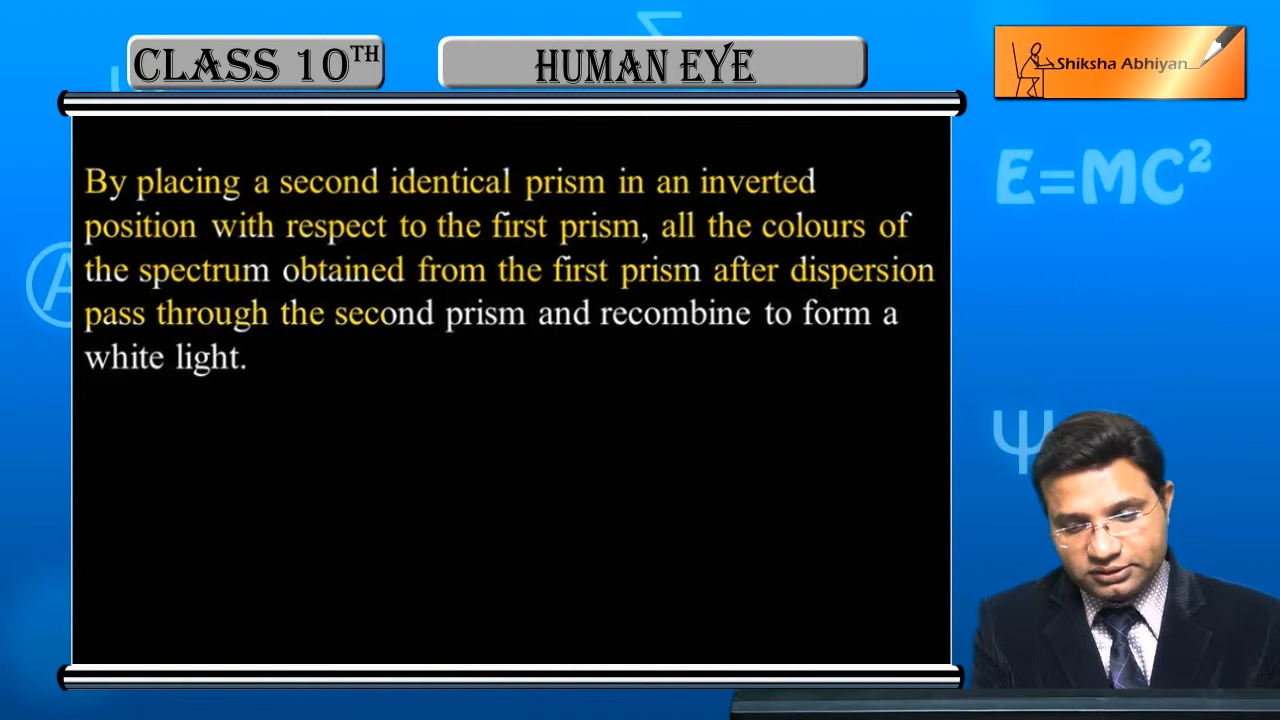 CLASS 10TH
HUMAN EYE
Shiksha Abhiyan
E=MC²
By placing a second identical prism in an inverted
position with respect to the first prism, all the colours of
the spectrum obtained from the first prism after dispersion
pass through the second prism and recombine to form a
white light.
Σ
A
Ψ
Ψ